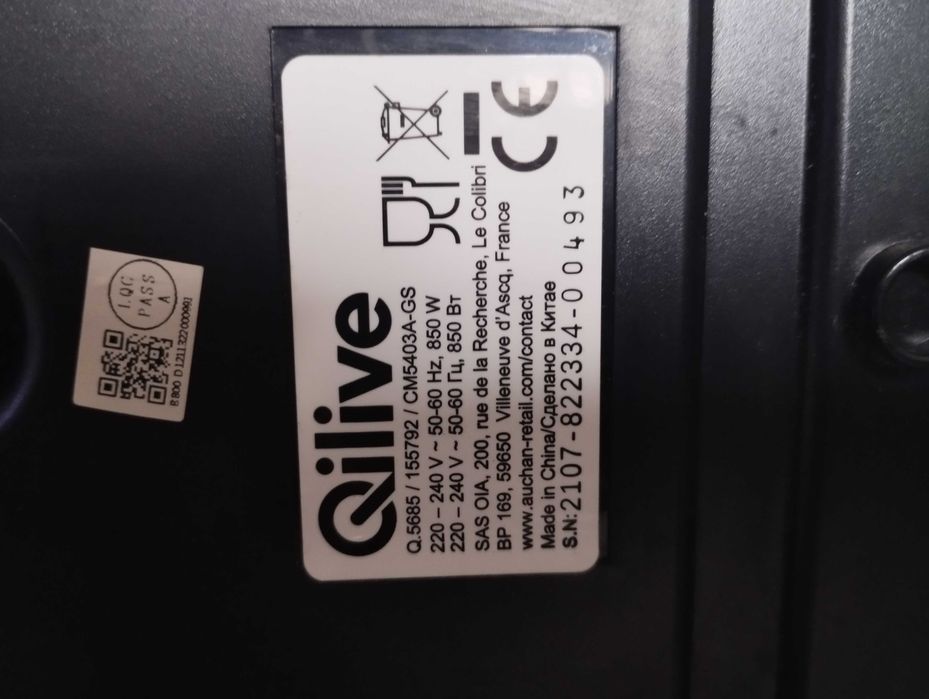 Qilive
Q.5685 / 155792 / CM5403A-GS
220 – 240 V ~ 50-60 Hz, 850 W
220 – 240 V ~ 50-60 Гц, 850 Вт
SAS OIA, 200, rue de la Recherche, Le Colibri
BP 169, 59650 Villeneuve d'Ascq, France
www.auchan-retail.com/contact
Made in China/Сделано в Китае
S.N:2107-822334-00493
CE
I.QC
PASS
A